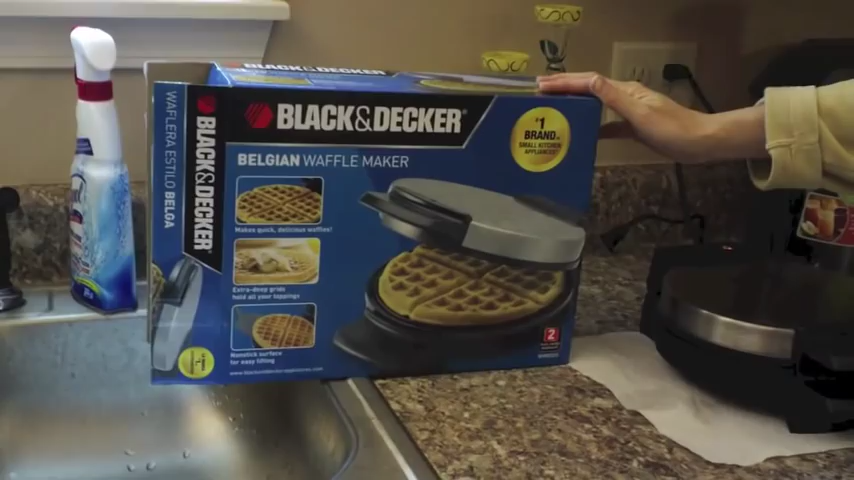 BLACK&DECKER
WAFLERA ESTILO BELGA
BLACK&DECKER
BLACK&DECKER
#1
BRAND
SMALL KITCHEN
APPLIANCES
BELGIAN WAFFLE MAKER
Makes quick, delicious waffles!
Extra-deep grids
hold all your toppings
Nonstick surface
for easy lifting
2